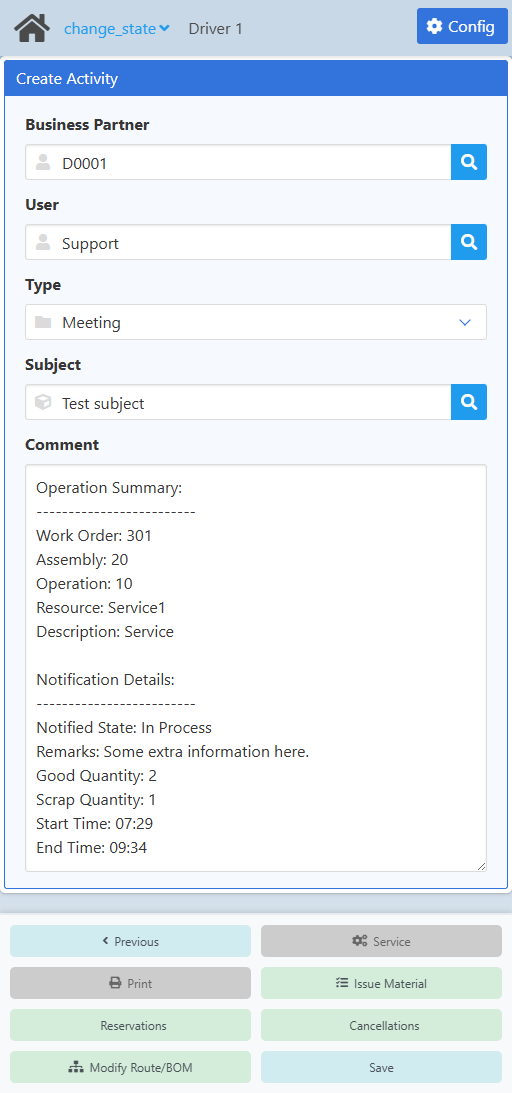 change_state Driver 1 Config
Create Activity
Business Partner
D0001
User
Support
Type
Meeting
Subject
Test subject
Comment
Operation Summary:
-------------------------
Work Order: 301
Assembly: 20
Operation: 10
Resource: Service1
Description: Service
Notification Details:
-------------------------
Notified State: In Process
Remarks: Some extra information here.
Good Quantity: 2
Scrap Quantity: 1
Start Time: 07:29
End Time: 09:34
Previous Service
Print Issue Material
Reservations Cancellations
Modify Route/BOM Save